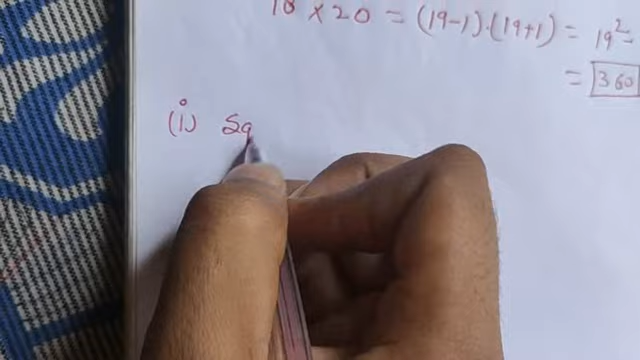 18 × 20 = (19-1).(19+1) = 19²-
= 360
(i) Sq